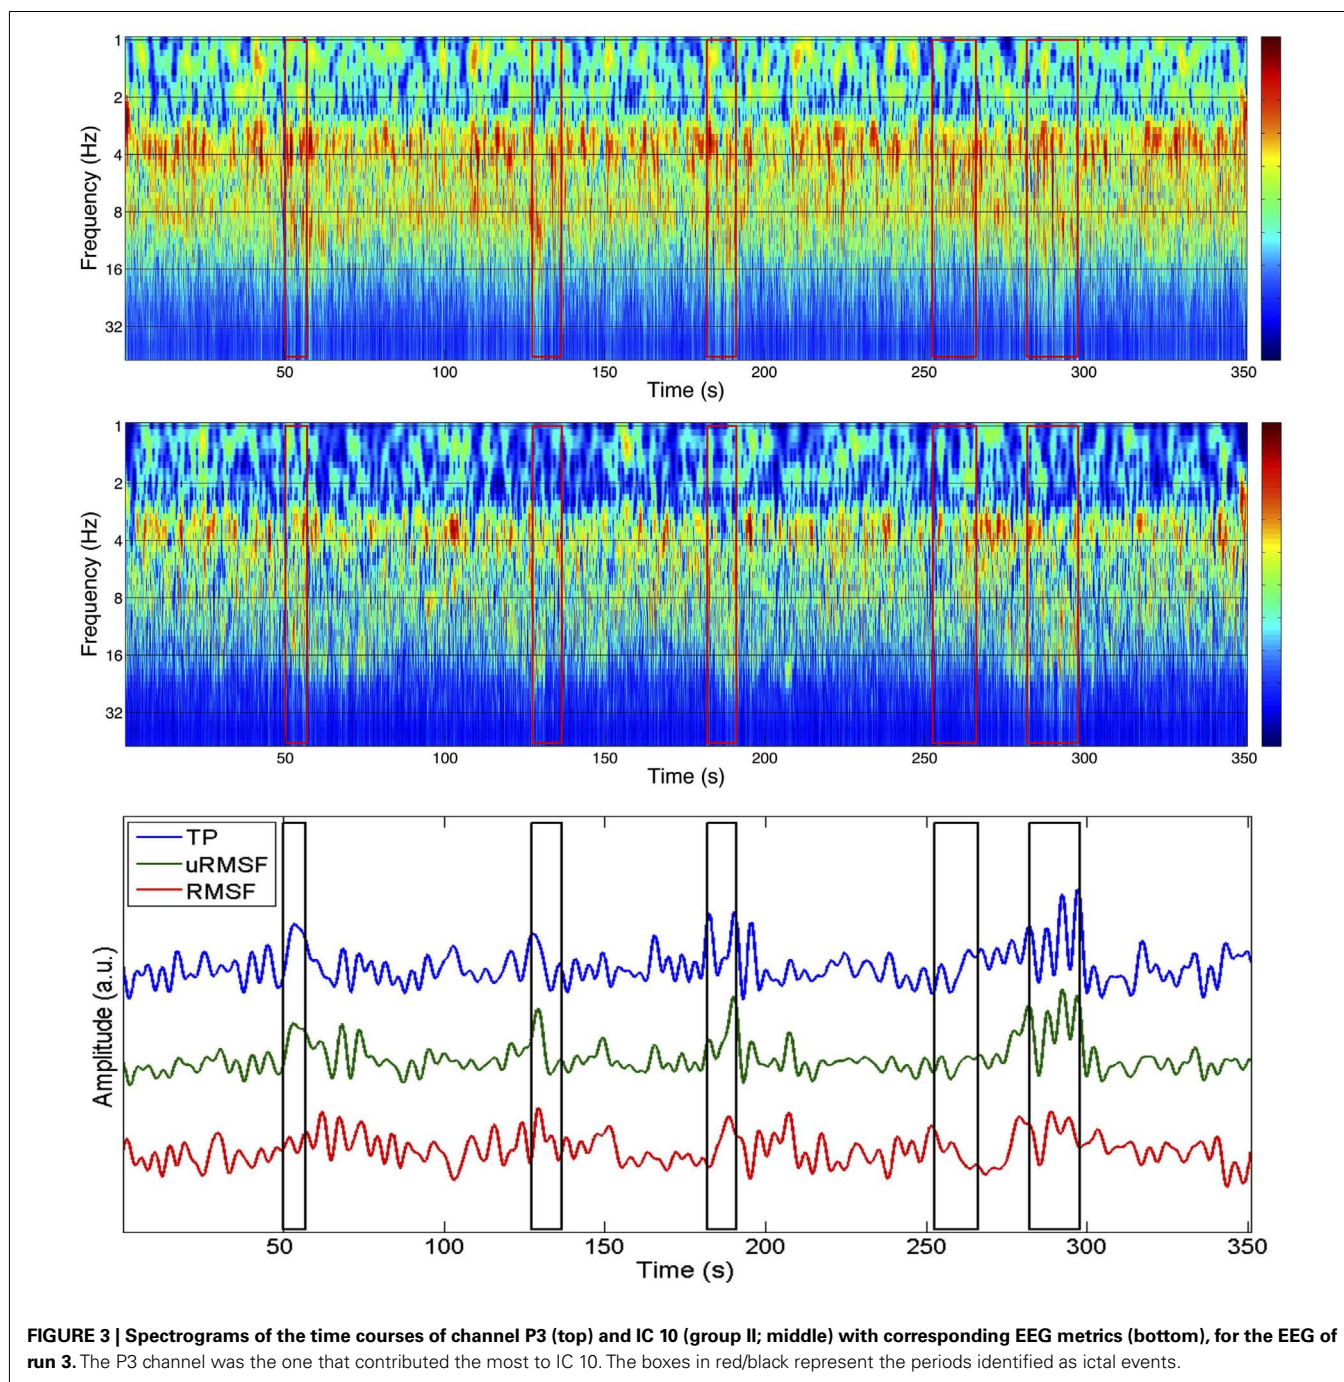 1
2
4
8
16
32
Frequency (Hz)
50 100 150 200 250 300 350
Time (s)
1
2
4
8
16
32
Frequency (Hz)
50 100 150 200 250 300 350
Time (s)
TP
uRMSF
RMSF
Amplitude (a.u.)
50 100 150 200 250 300 350
Time (s)
FIGURE 3 | Spectrograms of the time courses of channel P3 (top) and IC 10 (group II; middle) with corresponding EEG metrics (bottom), for the EEG of
run 3. The P3 channel was the one that contributed the most to IC 10. The boxes in red/black represent the periods identified as ictal events.